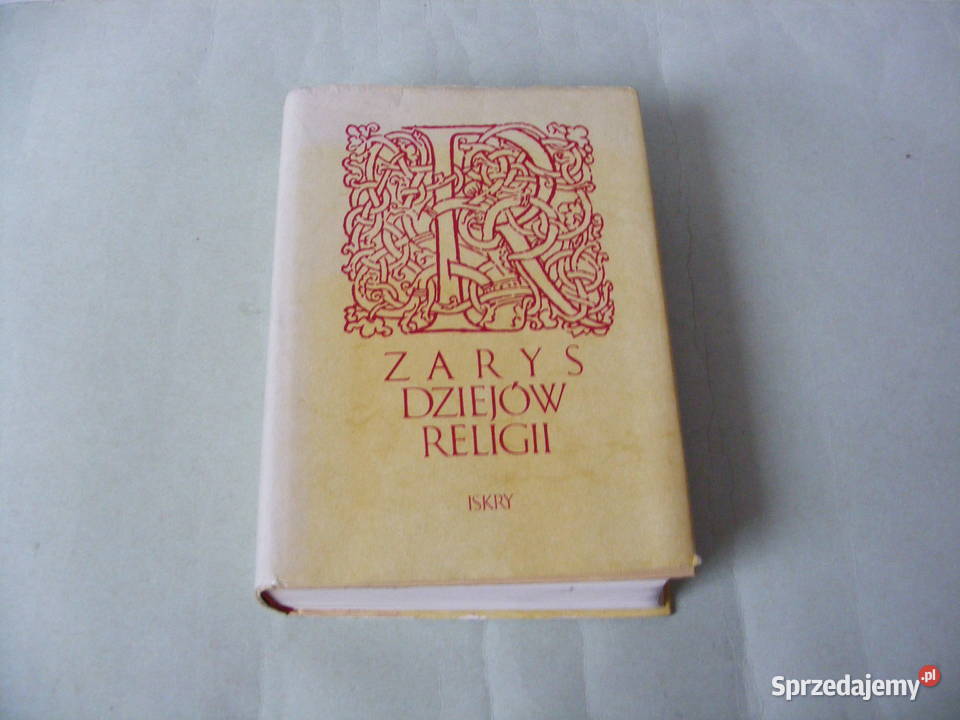 R
ZARYS
DZIEJÓW
RELIGII
ISKRY
Sprzedajemy.pl